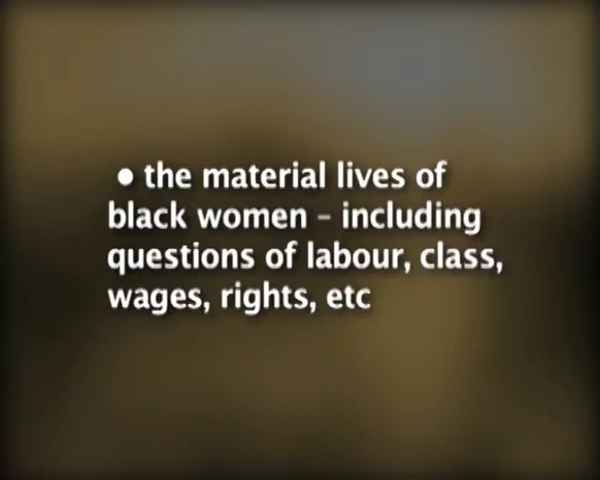 • the material lives of
black women – including
questions of labour, class,
wages, rights, etc